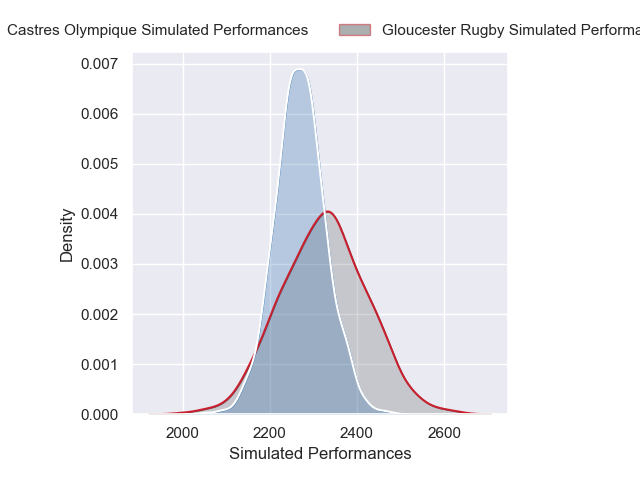 Castres Olympique Simulated Performances Gloucester Rugby Simulated Performa
0.007
0.006
0.005
0.004
0.003
0.002
0.001
0.000
Density
2000 2200 2400 2600
Simulated Performances